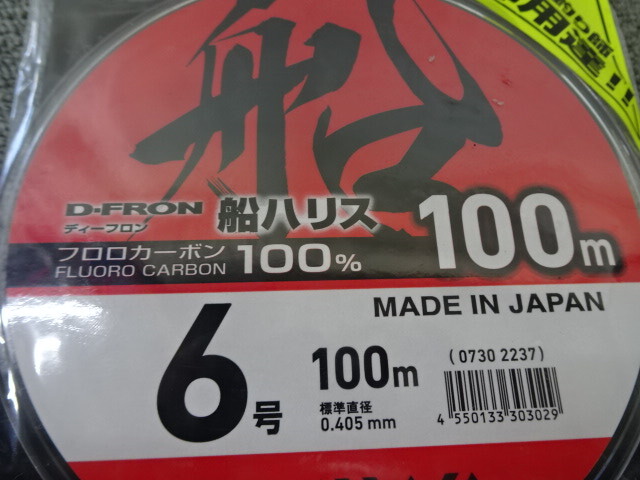 用達!!
船
D-FRON
ディーフロン
船ハリス
100m
フロロカーボン
FLUORO CARBON
100%
MADE IN JAPAN
6号
100m
標準直径
0.405 mm
(0730 2237)
4 550133 303029